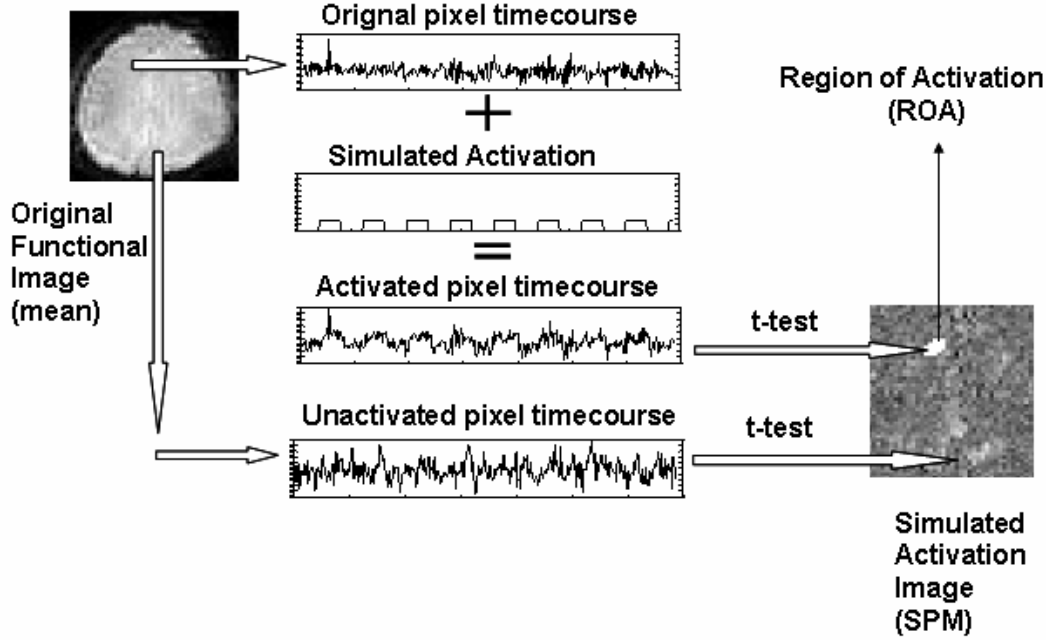 Orignal pixel timecourse
+
Simulated Activation
=
Activated pixel timecourse
Unactivated pixel timecourse
Original
Functional
Image
(mean)
t-test
t-test
Region of Activation
(ROA)
Simulated
Activation
Image
(SPM)